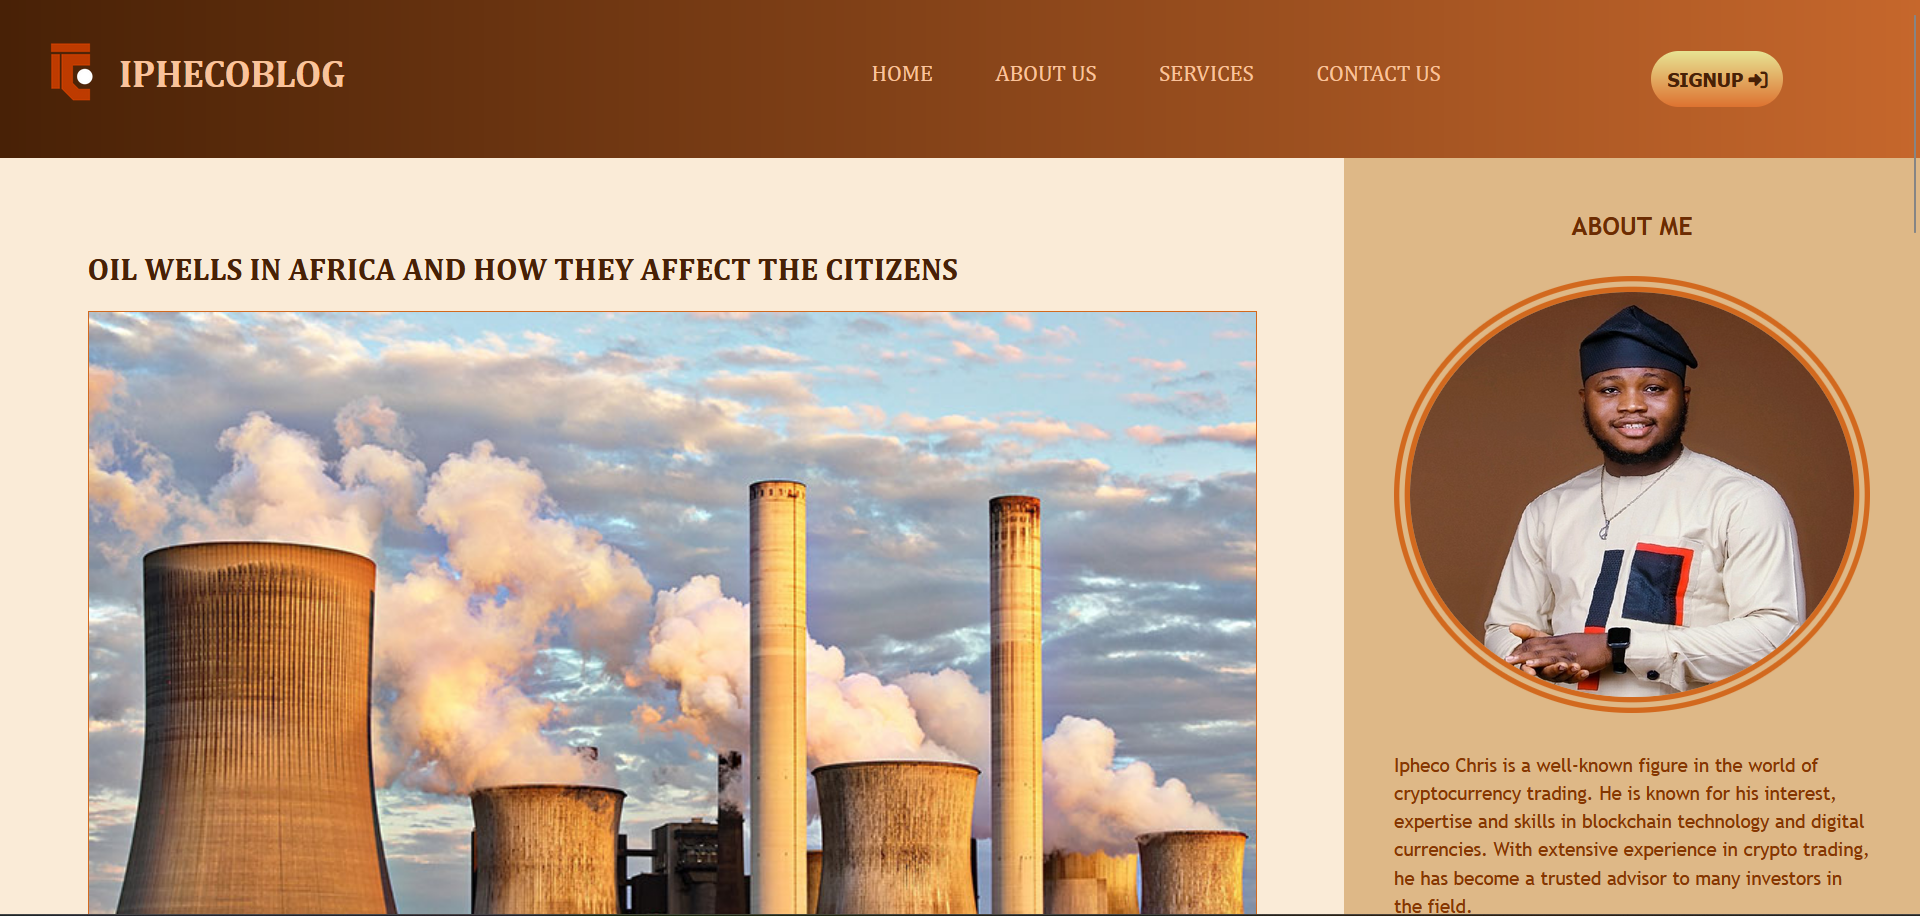 IPHECOBLOG
HOME ABOUT US SERVICES CONTACT US
SIGNUP
OIL WELLS IN AFRICA AND HOW THEY AFFECT THE CITIZENS
ABOUT ME
Ipheco Chris is a well-known figure in the world of
cryptocurrency trading. He is known for his interest,
expertise and skills in blockchain technology and digital
currencies. With extensive experience in crypto trading,
he has become a trusted advisor to many investors in
the field.